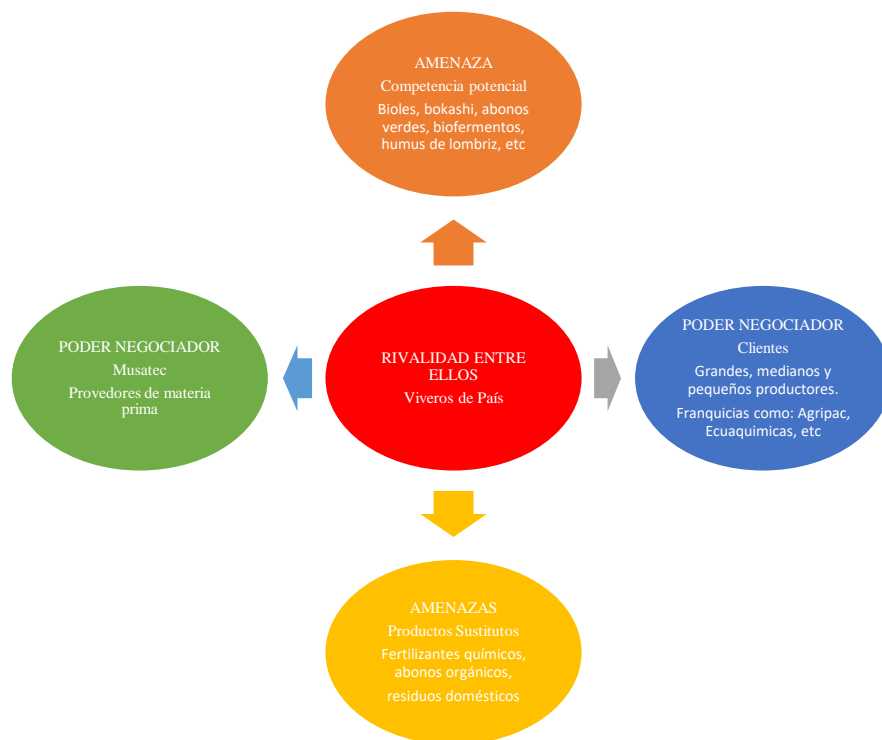 AMENAZA
Competencia potencial
Bioles, bokashi, abonos
verdes, biofermentos,
humus de lombriz, etc
PODER NEGOCIADOR
Musatec
Provedores de materia
prima
RIVALIDAD ENTRE
ELLOS
Viveros de País
PODER NEGOCIADOR
Clientes
Grandes, medianos y
pequeños productores.
Franquicias como: Agripac,
Ecuaquimicas, etc
AMENAZAS
Productos Sustitutos
Fertilizantes químicos,
abonos orgánicos,
residuos domésticos